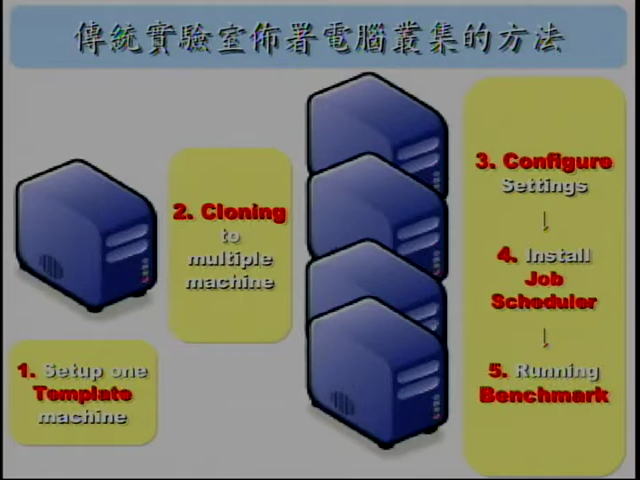 傳統實驗室佈署電腦叢集的方法
1. Setup one
Template
machine
2. Cloning
to
multiple
machine
3. Configure
Settings
↓
4. Install
Job
Scheduler
↓
5. Running
Benchmark